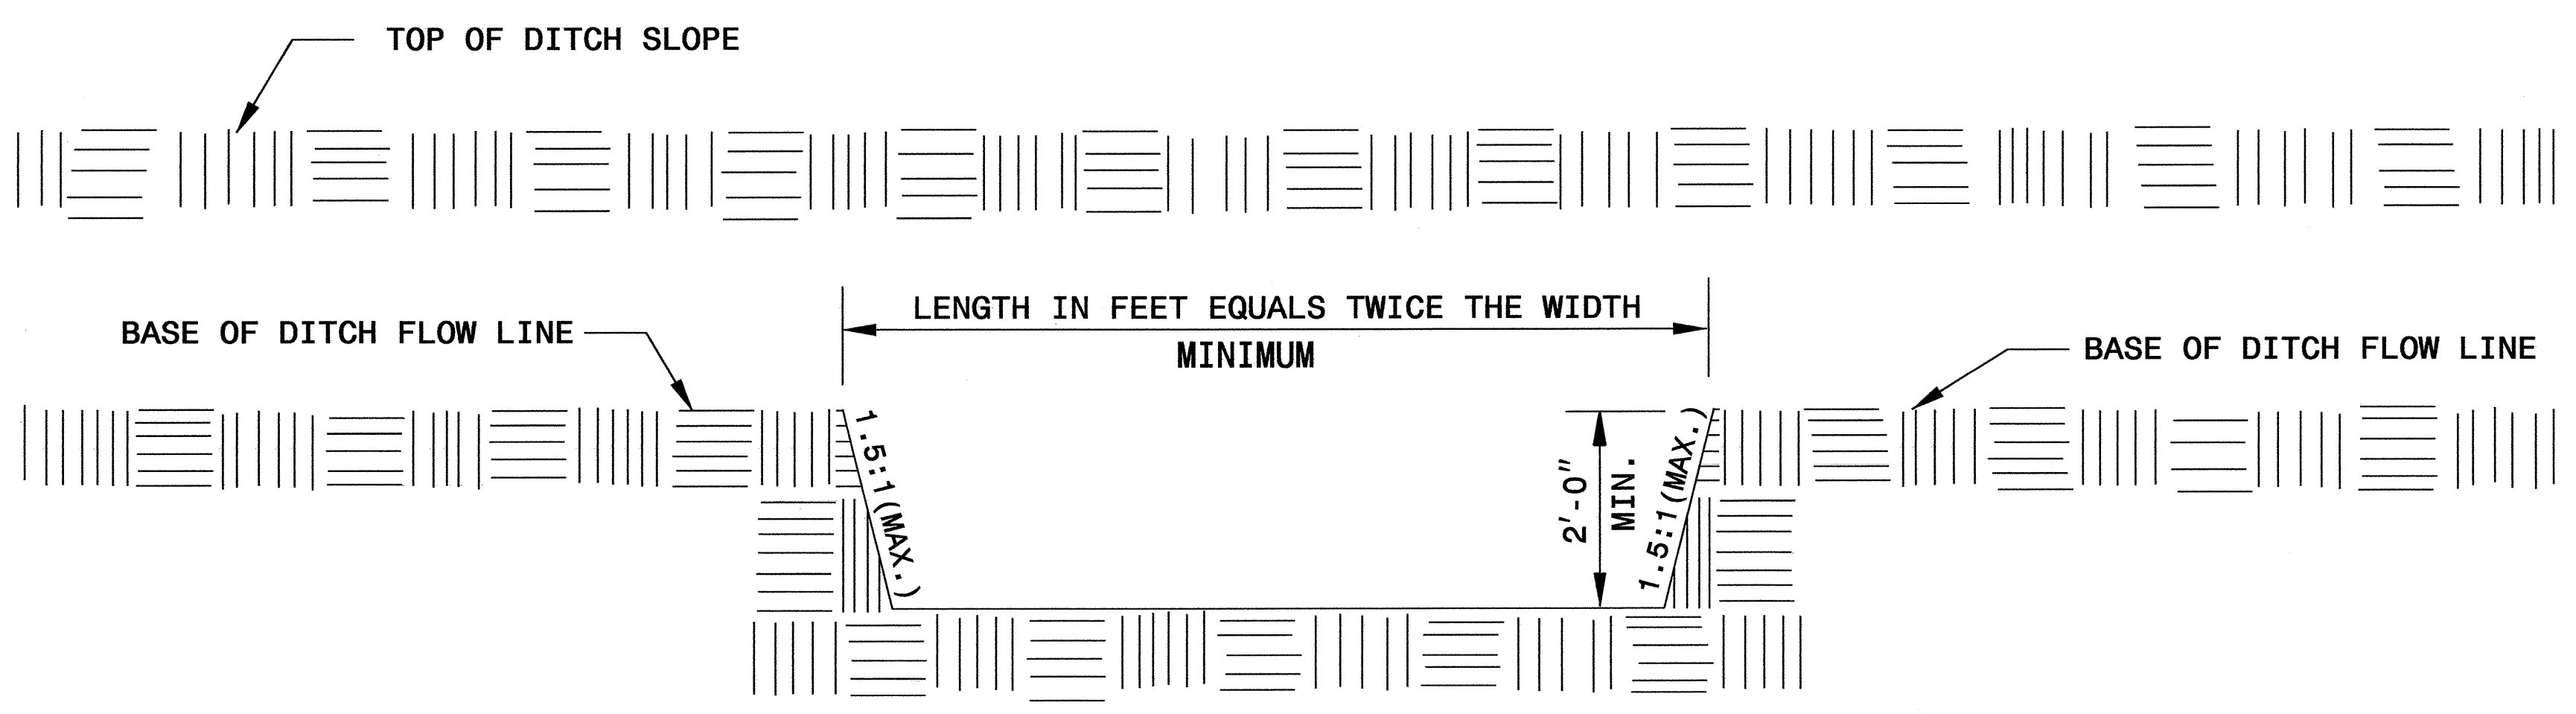 TOP OF DITCH SLOPE
LENGTH IN FEET EQUALS TWICE THE WIDTH
MINIMUM
BASE OF DITCH FLOW LINE
BASE OF DITCH FLOW LINE
1.5:1(MAX.)
2'-0"
MIN.
1.5:1(MAX.)